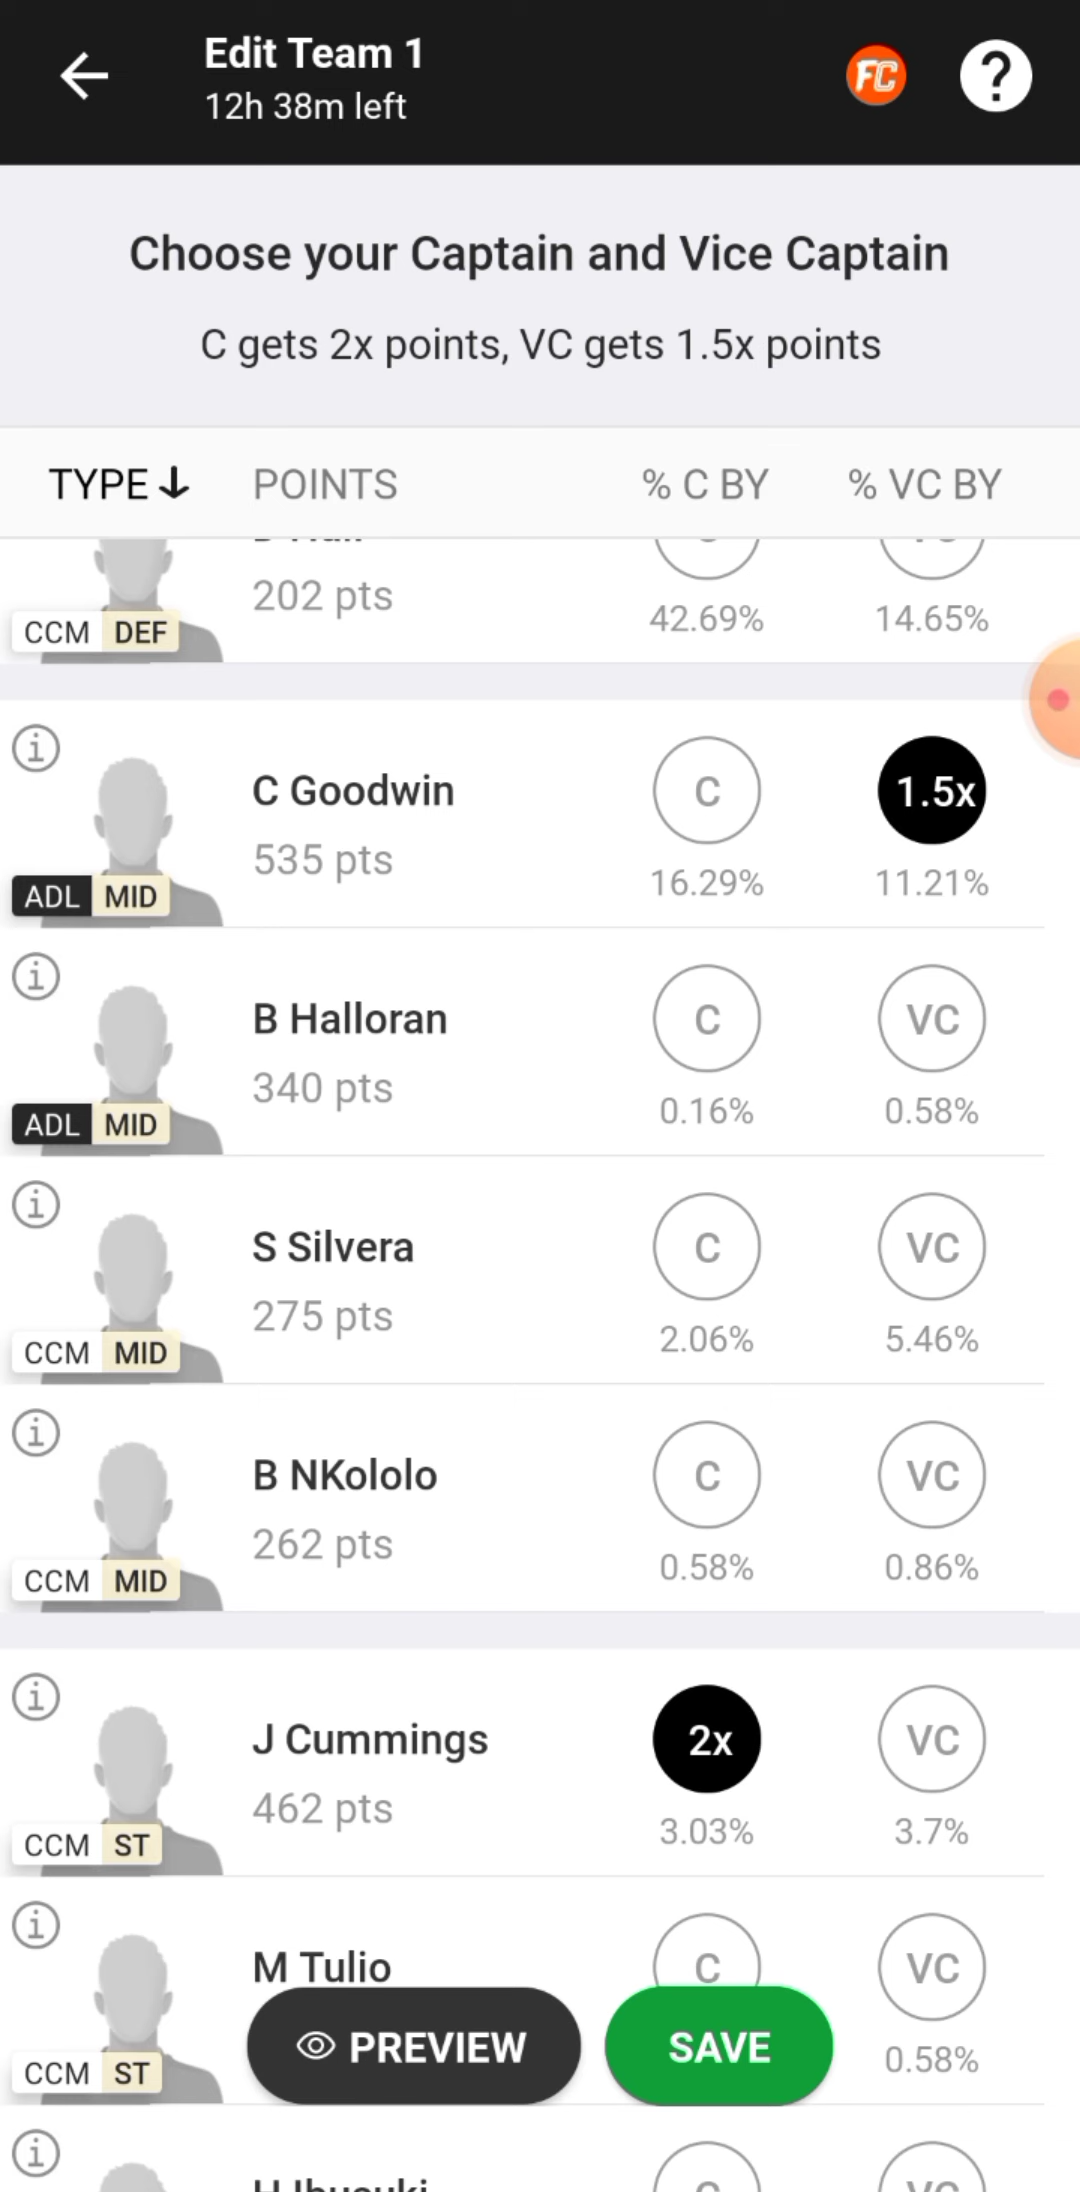 Edit Team 1
12h 38m left
FC
?
Choose your Captain and Vice Captain
C gets 2x points, VC gets 1.5x points
TYPE POINTS % C BY % VC BY
202 pts
42.69% 14.65%
CCM DEF
C Goodwin C 1.5x
535 pts 16.29% 11.21%
ADL MID
B Halloran C VC
340 pts 0.16% 0.58%
ADL MID
S Silvera C VC
275 pts 2.06% 5.46%
CCM MID
B NKololo C VC
262 pts 0.58% 0.86%
CCM MID
J Cummings 2x VC
462 pts 3.03% 3.7%
CCM ST
M Tulio C VC
PREVIEW SAVE 0.58%
CCM ST